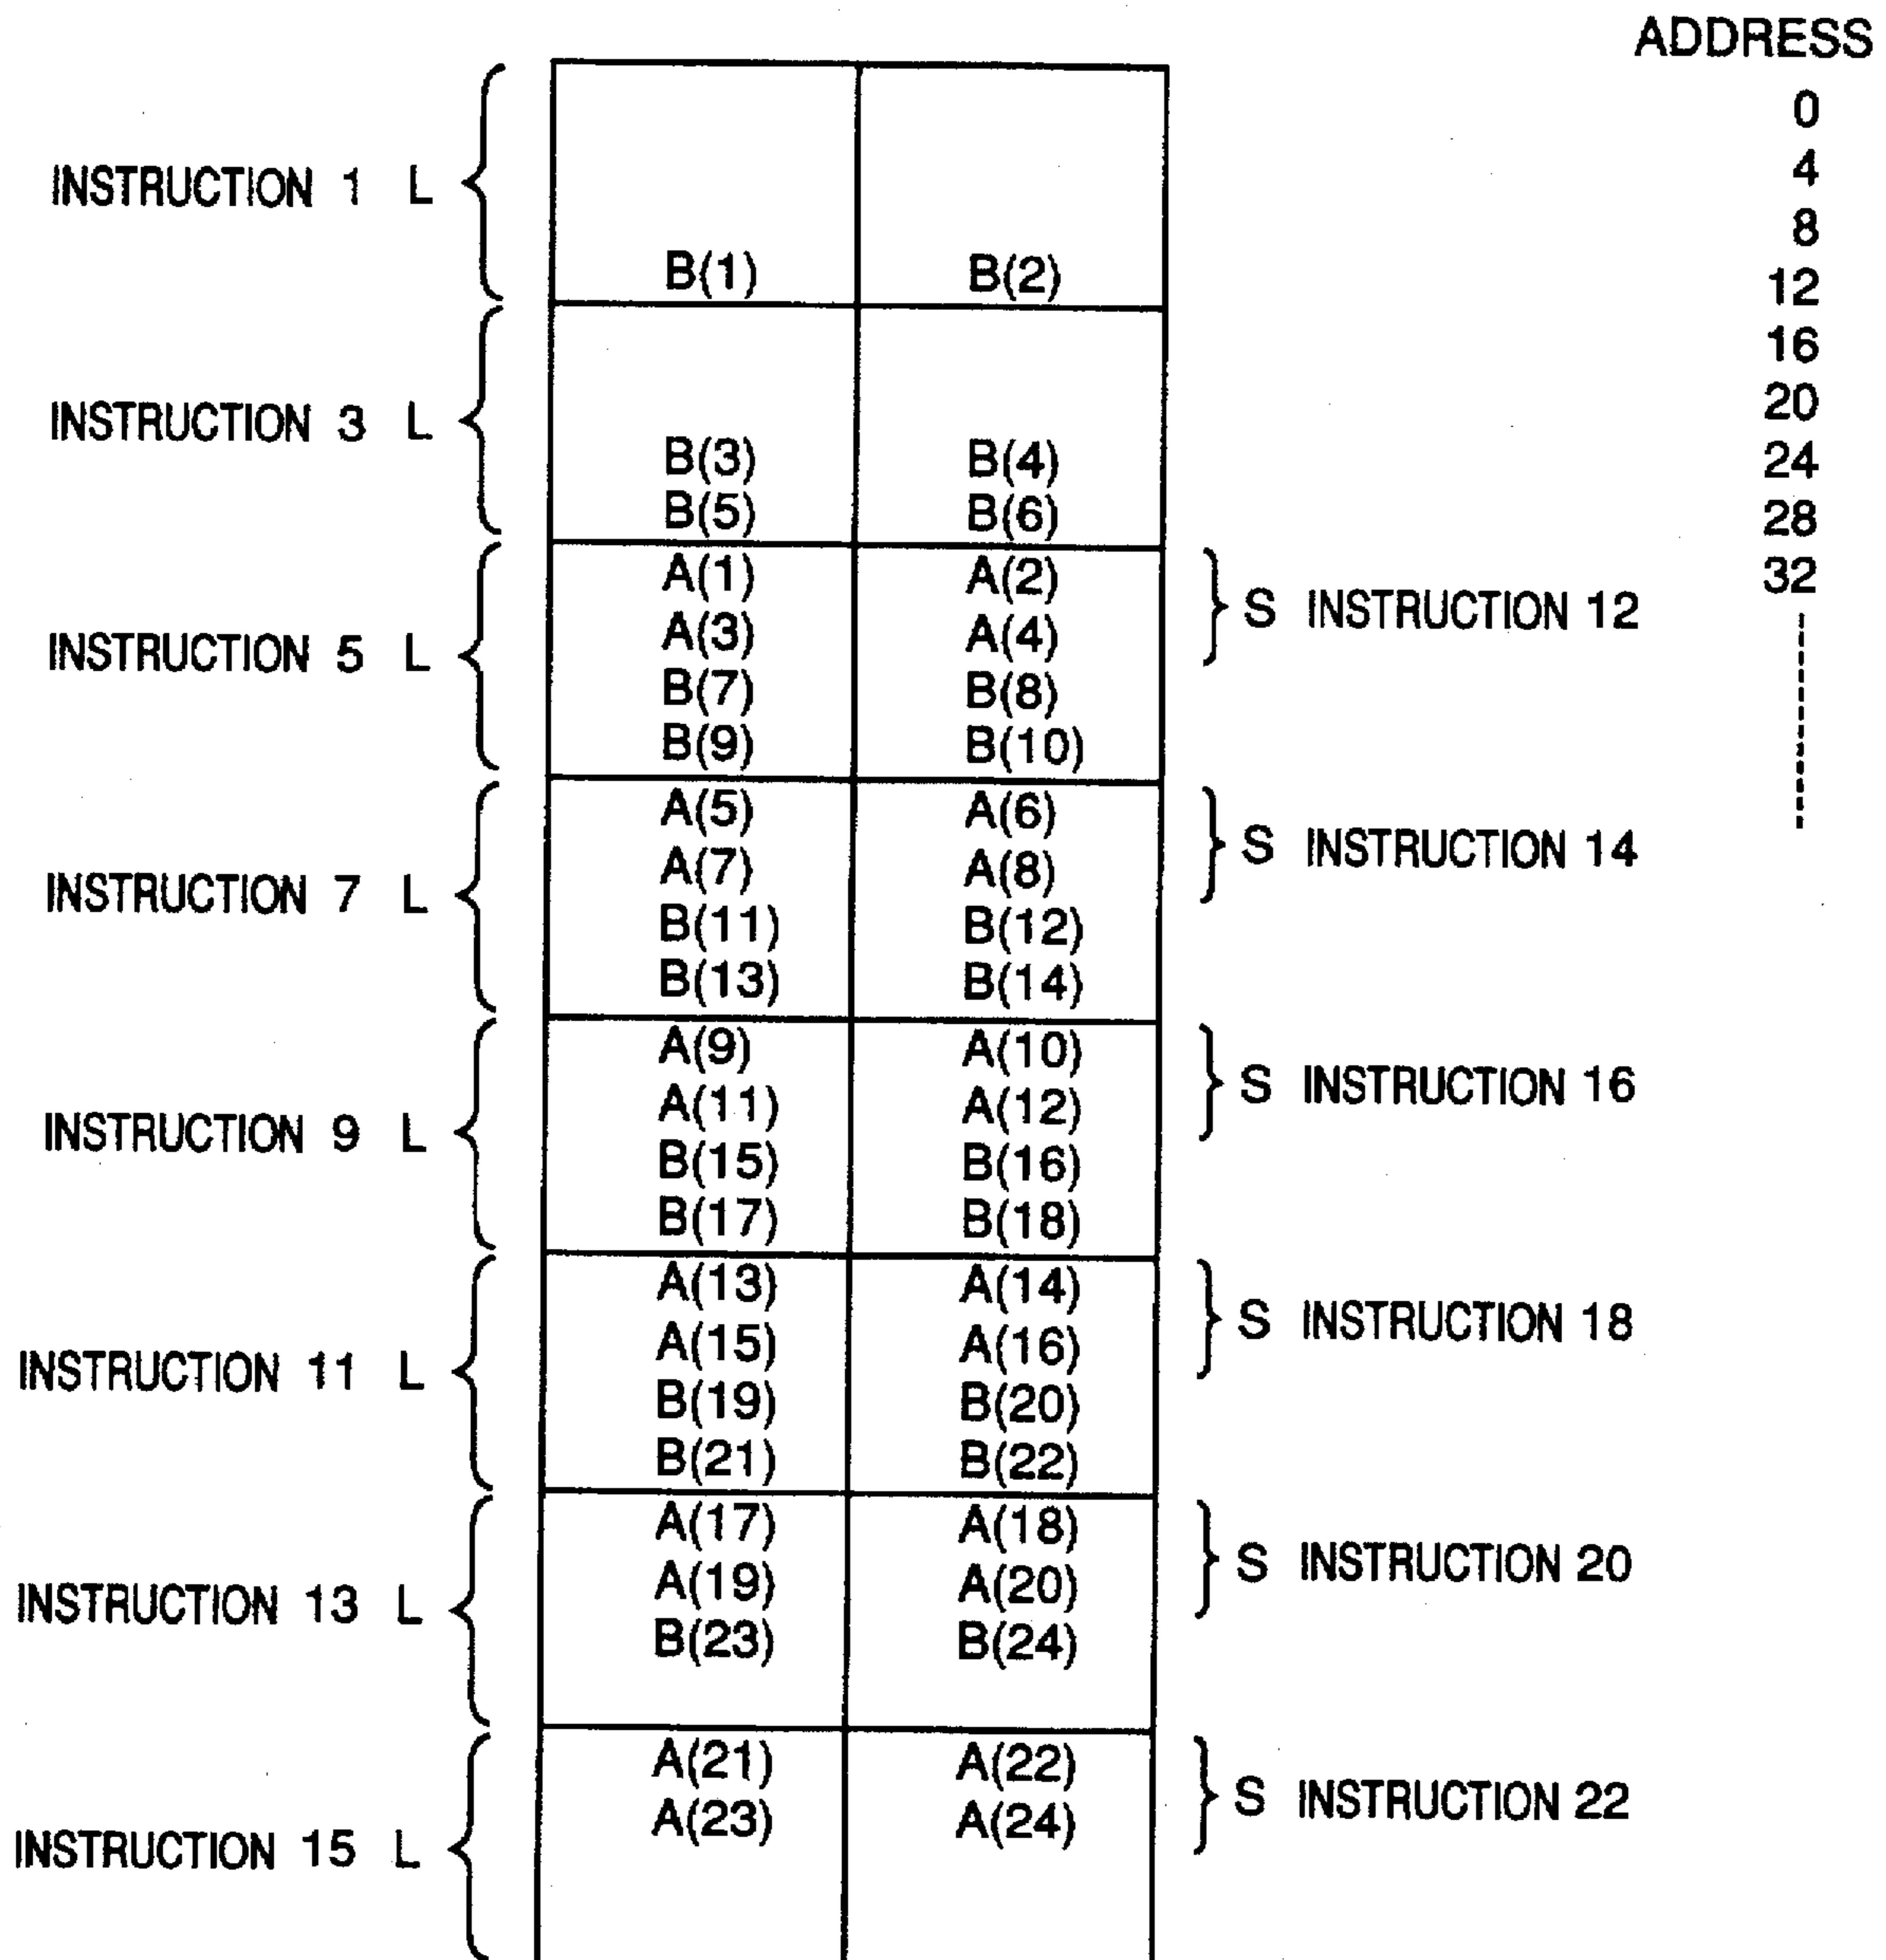 ADDRESS
0
4
INSTRUCTION 1 L
8
B(1) B(2) 12
16
INSTRUCTION 3 L 20
B(3) B(4) 24
B(5) B(6) 28
A(1) A(2) 32
S INSTRUCTION 12
A(3) A(4)
INSTRUCTION 5 L
B(7) B(8)
B(9) B(10)
A(5) A(6)
S INSTRUCTION 14
A(7) A(8)
INSTRUCTION 7 L
B(11) B(12)
B(13) B(14)
A(9) A(10)
S INSTRUCTION 16
A(11) A(12)
INSTRUCTION 9 L
B(15) B(16)
B(17) B(18)
A(13) A(14)
S INSTRUCTION 18
A(15) A(16)
INSTRUCTION 11 L
B(19) B(20)
B(21) B(22)
A(17) A(18)
S INSTRUCTION 20
A(19) A(20)
INSTRUCTION 13 L
B(23) B(24)
A(21) A(22)
S INSTRUCTION 22
A(23) A(24)
INSTRUCTION 15 L